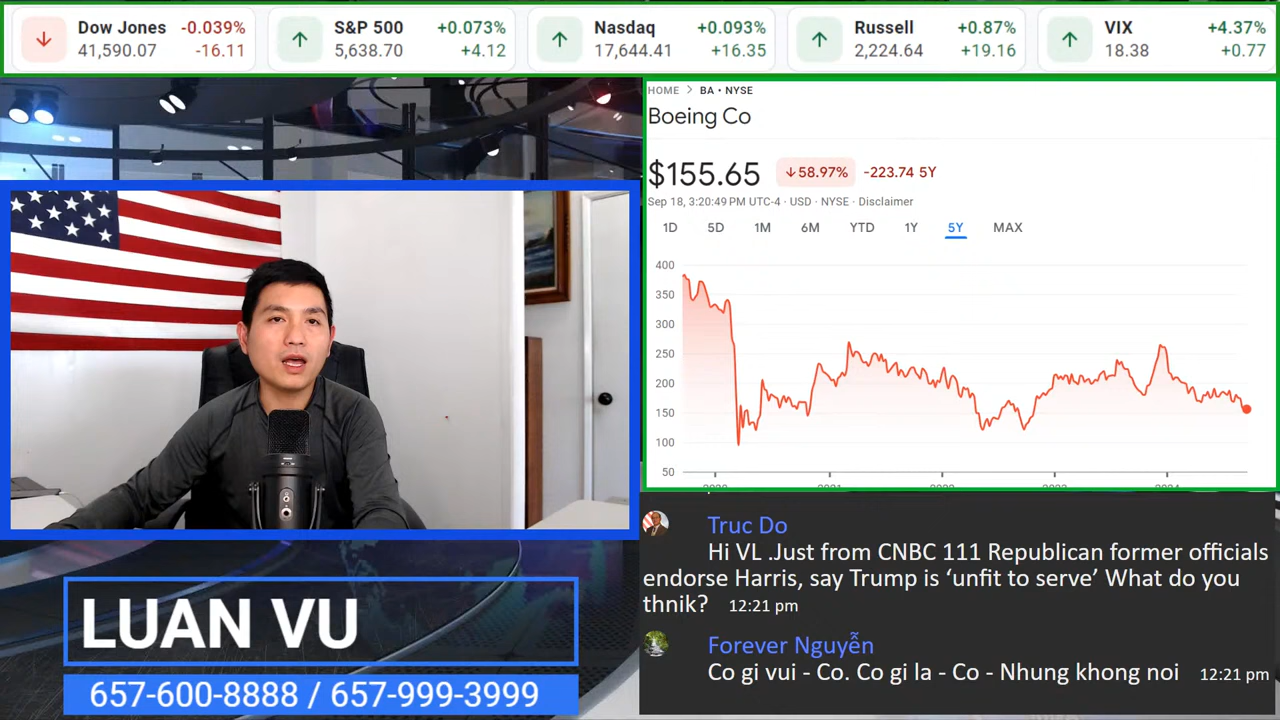 Dow Jones -0.039%
41,590.07 -16.11
S&P 500 +0.073%
5,638.70 +4.12
Nasdaq +0.093%
17,644.41 +16.35
Russell +0.87%
2,224.64 +19.16
VIX +4.37%
18.38 +0.77
HOME > BA • NYSE
Boeing Co
$155.65 ↓58.97% -223.74 5Y
Sep 18, 3:20:49 PM UTC-4 · USD · NYSE · Disclaimer
1D 5D 1M 6M YTD 1Y 5Y MAX
400
350
300
250
200
150
100
50
LUAN VU
657-600-8888 / 657-999-3999
Truc Do
Hi VL .Just from CNBC 111 Republican former officials
endorse Harris, say Trump is ‘unfit to serve’ What do you
thnik? 12:21 pm
Forever Nguyễn
Co gi vui - Co. Co gi la - Co - Nhung khong noi 12:21 pm